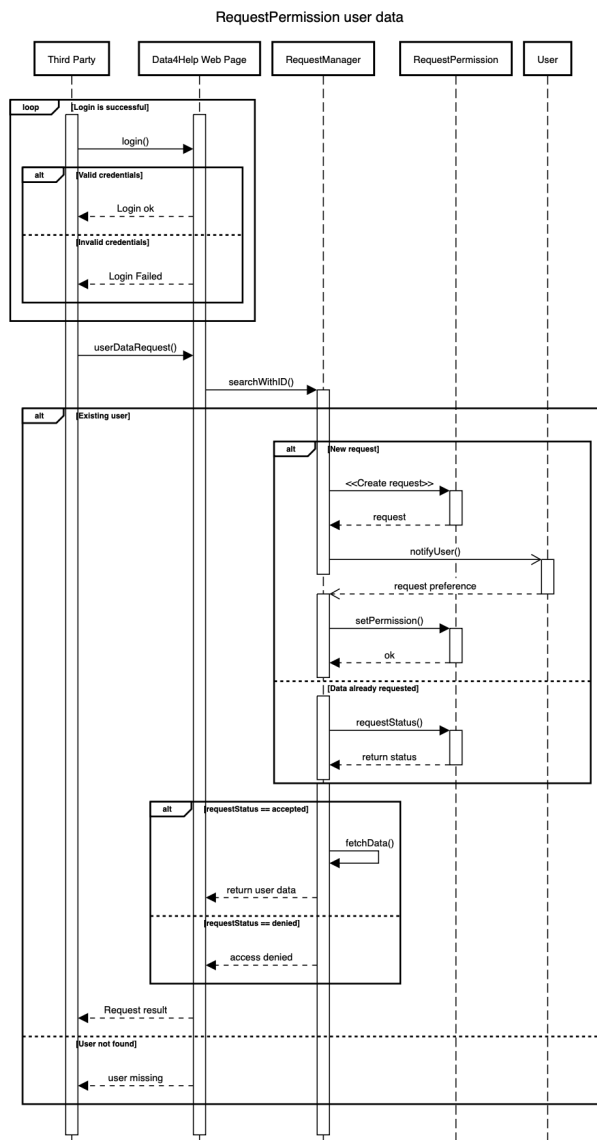 RequestPermission user data
Third Party
Data4Help Web Page
RequestManager
RequestPermission
User
loop
[Login is successful]
login()
alt
[Valid credentials]
Login ok
[Invalid credentials]
Login Failed
userDataRequest()
searchWithID()
alt
[Existing user]
alt
[New request]
<<Create request>>
request
notifyUser()
request preference
setPermission()
ok
[Data already requested]
requestStatus()
return status
alt
[requestStatus == accepted]
fetchData()
return user data
[requestStatus == denied]
access denied
Request result
[User not found]
user missing